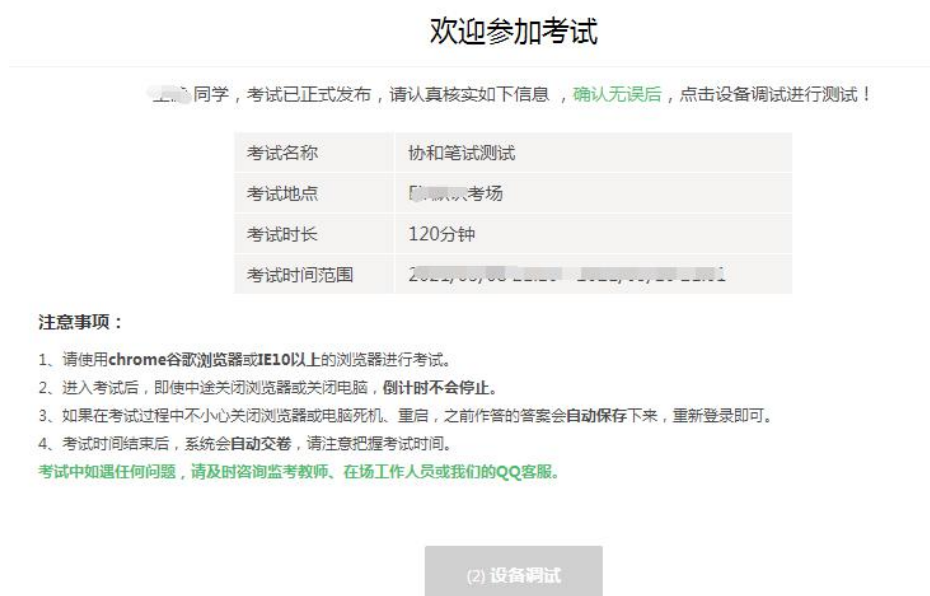 欢迎参加考试
同学，考试已正式发布，请认真核实如下信息 ，确认无误后，点击设备调试进行测试！
考试名称 协和笔试测试
考试地点 考场
考试时长 120分钟
考试时间范围
注意事项：
1、请使用chrome谷歌浏览器或IE10以上的浏览器进行考试。
2、进入考试后，即使中途关闭浏览器或关闭电脑，倒计时不会停止。
3、如果在考试过程中不小心关闭浏览器或电脑死机、重启，之前作答的答案会自动保存下来，重新登录即可。
4、考试时间结束后，系统会自动交卷，请注意把握考试时间。
考试中如遇任何问题，请及时咨询监考教师、在场工作人员或我们的QQ客服。
(2) 设备调试